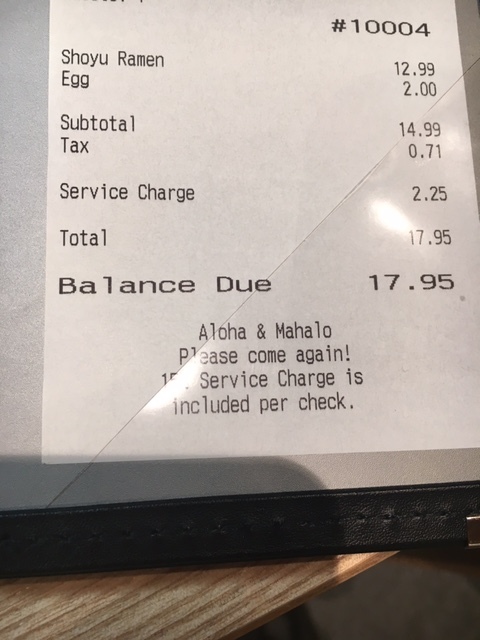 #10004
Shoyu Ramen 12.99
Egg 2.00
Subtotal 14.99
Tax 0.71
Service Charge 2.25
Total 17.95
Balance Due 17.95
Aloha & Mahalo
Please come again!
Service Charge is
included per check.